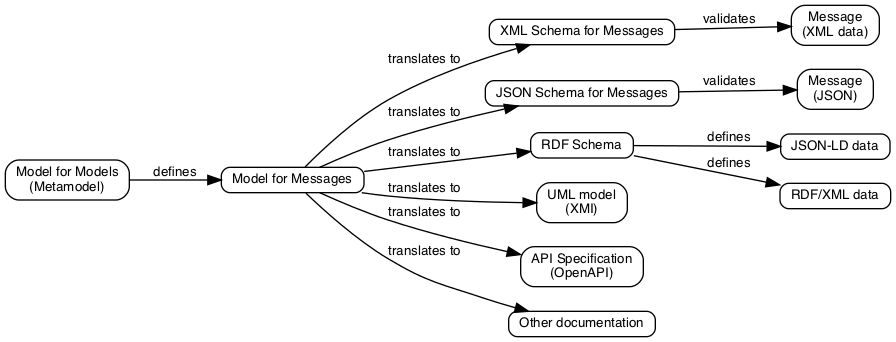 Model for Models
(Metamodel)
defines
Model for Messages
translates to
XML Schema for Messages
validates
Message
(XML data)
translates to
JSON Schema for Messages
validates
Message
(JSON)
translates to
RDF Schema
defines
JSON-LD data
defines
RDF/XML data
translates to
UML model
(XMI)
translates to
API Specification
(OpenAPI)
translates to
Other documentation